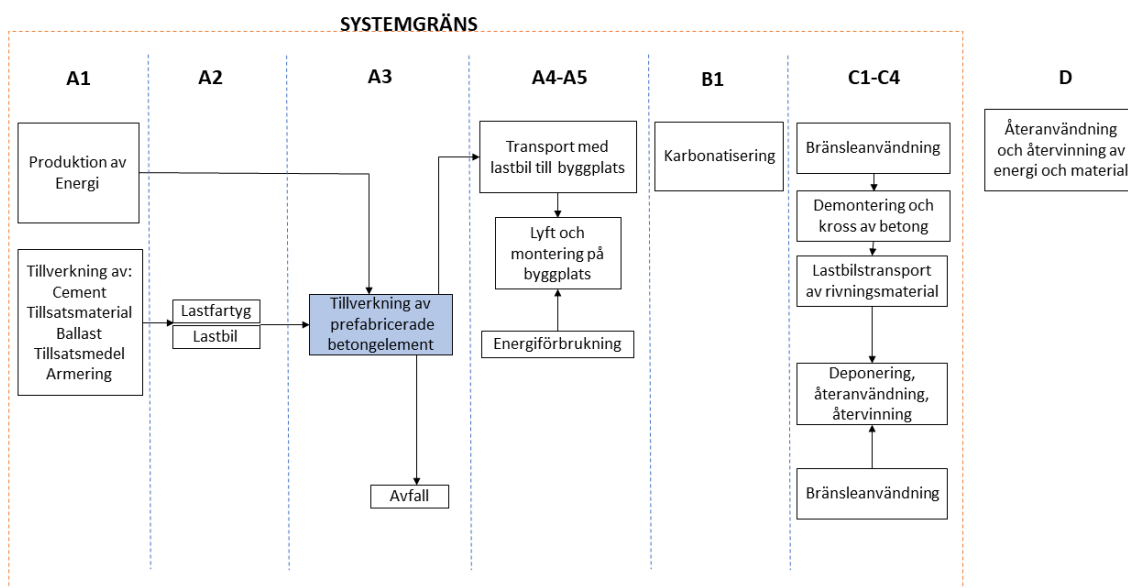 SYSTEMGRÄNS
A1
A2
A3
A4-A5
B1
C1-C4
D
Produktion av
Energi
Tillverkning av:
Cement
Tillsatsmaterial
Ballast
Tillsatsmedel
Armering
Lastfartyg
Lastbil
Tillverkning av
prefabricerade
betongelement
Avfall
Transport med
lastbil till byggplats
Lyft och
montering på
byggplats
Energiförbrukning
Karbonatisering
Bränsleanvändning
Demontering och
kross av betong
Lastbilstransport
av rivningsmaterial
Deponering,
återanvändning,
återvinning
Bränsleanvändning
Återanvändning
och återvinning av
energi och material